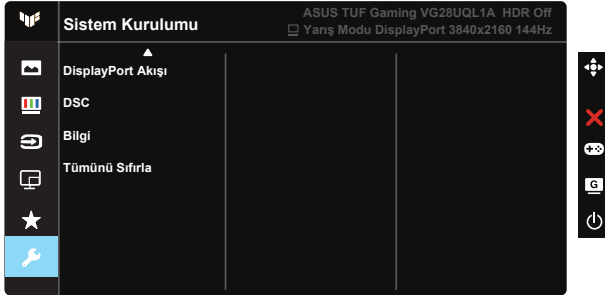 Sistem Kurulumu
ASUS TUF Gaming VG28UQL1A HDR Off
Yarış Modu DisplayPort 3840x2160 144Hz
DisplayPort Akışı
DSC
Bilgi
Tümünü Sıfırla
G